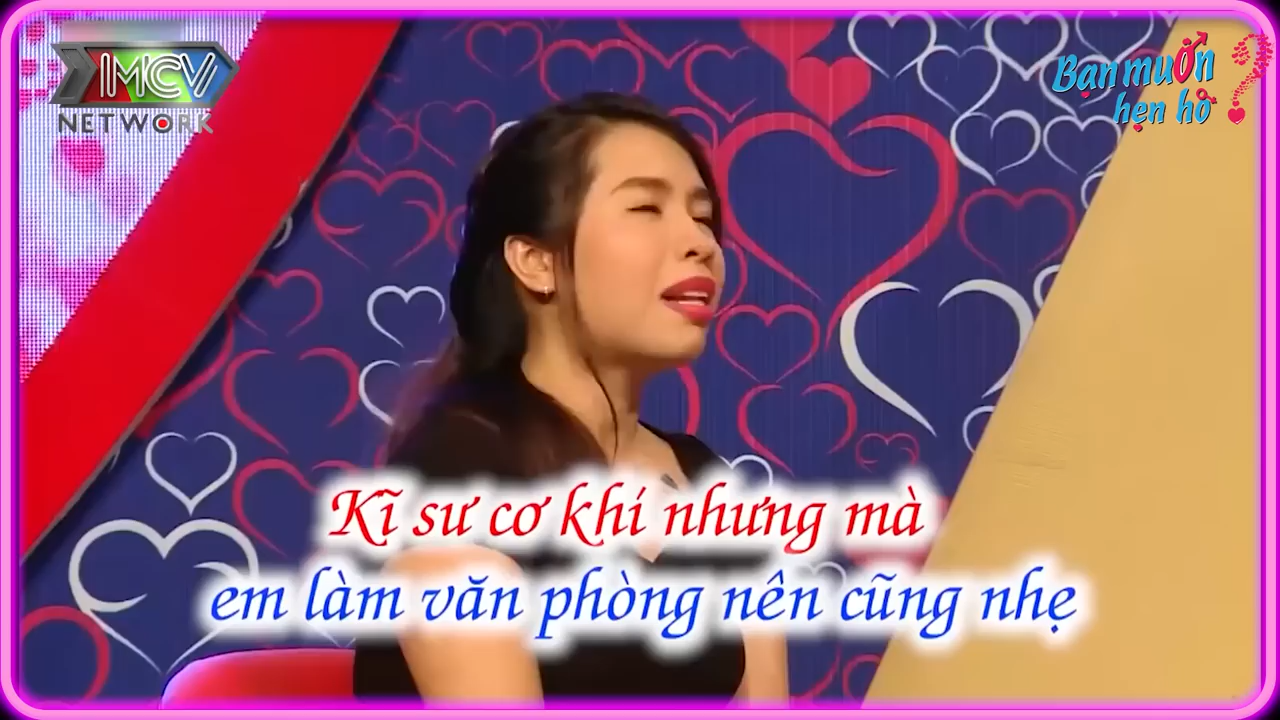 MCV
NETWORK
Bạn muốn
hẹn hò
?
Kĩ sư cơ khí nhưng mà
em làm văn phòng nên cũng nhẹ